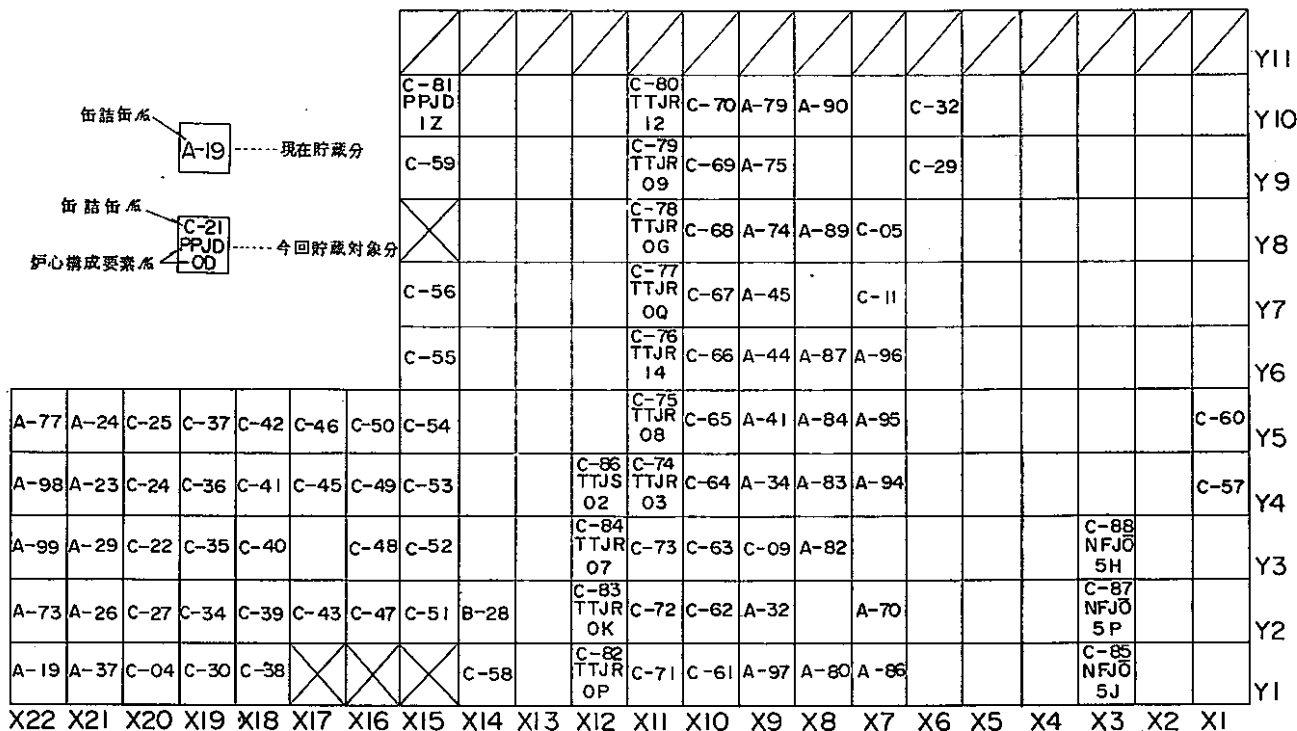 Y11
C-81 C-80
PPJD TTJR C-70 A-79 A-90 C-32
1Z 12
Y10
缶詰缶№
A-19 現在貯蔵分
C-59 C-79 C-69 A-75 C-29
TTJR
09
Y9
缶詰缶№
C-21
PPJD 今回貯蔵対象分
OD
炉心構成要素№
C-78 C-68 A-74 A-89 C-05
TTJR
0G
Y8
C-56 C-77 C-67 A-45 C-11
TTJR
0Q
Y7
C-55 C-76 C-66 A-44 A-87 A-96
TTJR
14
Y6
A-77 A-24 C-25 C-37 C-42 C-46 C-50 C-54 C-75 C-65 A-41 A-84 A-95 C-60
TTJR
08
Y5
A-98 A-23 C-24 C-36 C-41 C-45 C-49 C-53 C-86 C-74 C-64 A-34 A-83 A-94 C-57
TTJS TTJR
02 03
Y4
A-99 A-29 C-22 C-35 C-40 C-48 C-52 C-84 C-73 C-63 C-09 A-82 C-88
TTJR NFJŌ
07 5H
Y3
A-73 A-26 C-27 C-34 C-39 C-43 C-47 C-51 B-28 C-83 C-72 C-62 A-32 A-70 C-87
TTJR NFJŌ
0K 5P
Y2
A-19 A-37 C-04 C-30 C-38 C-58 C-82 C-71 C-61 A-97 A-80 A-86 C-85
TTJR NFJŌ
0P 5J
Y1
X22 X21 X20 X19 X18 X17 X16 X15 X14 X13 X12 X11 X10 X9 X8 X7 X6 X5 X4 X3 X2 X1